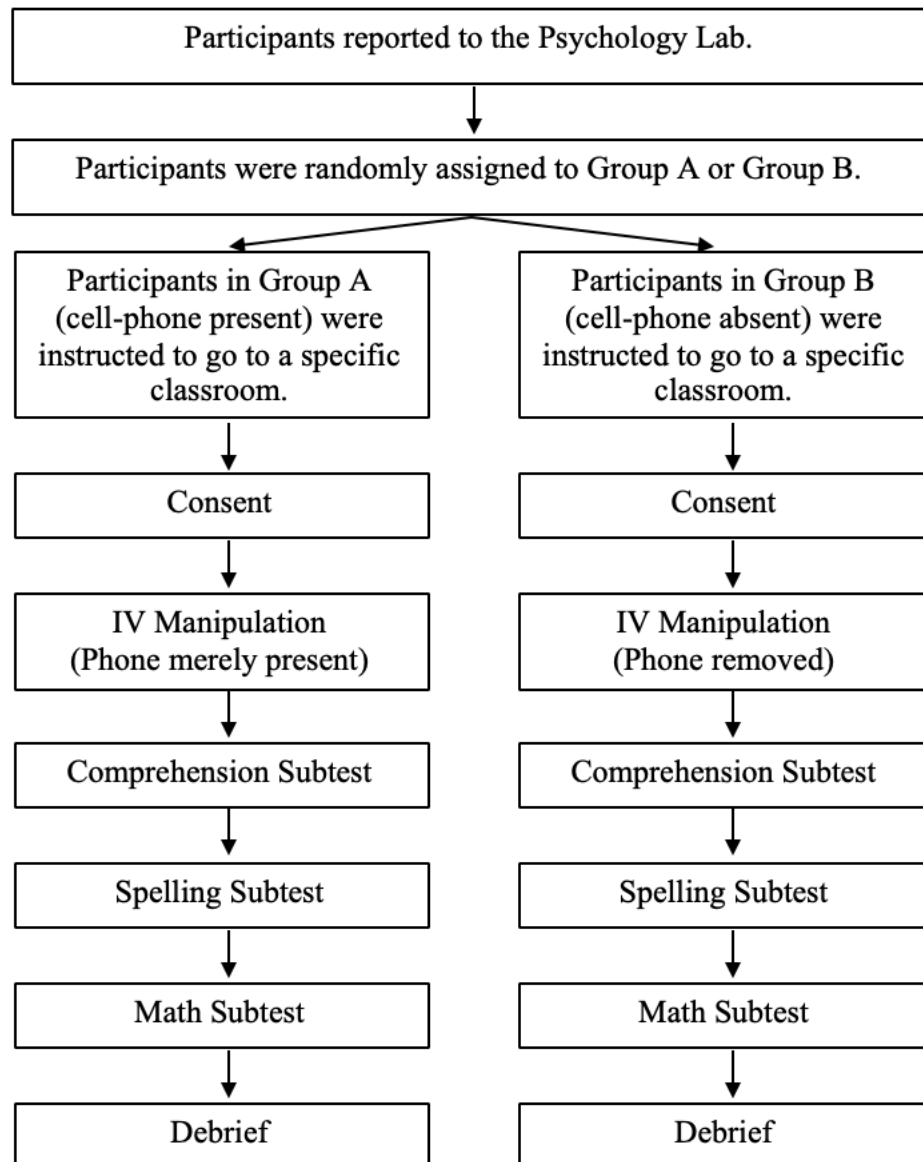 Participants reported to the Psychology Lab.
Participants were randomly assigned to Group A or Group B.
Participants in Group A
(cell-phone present) were
instructed to go to a specific
classroom.
Participants in Group B
(cell-phone absent) were
instructed to go to a specific
classroom.
Consent
Consent
IV Manipulation
(Phone merely present)
IV Manipulation
(Phone removed)
Comprehension Subtest
Comprehension Subtest
Spelling Subtest
Spelling Subtest
Math Subtest
Math Subtest
Debrief
Debrief